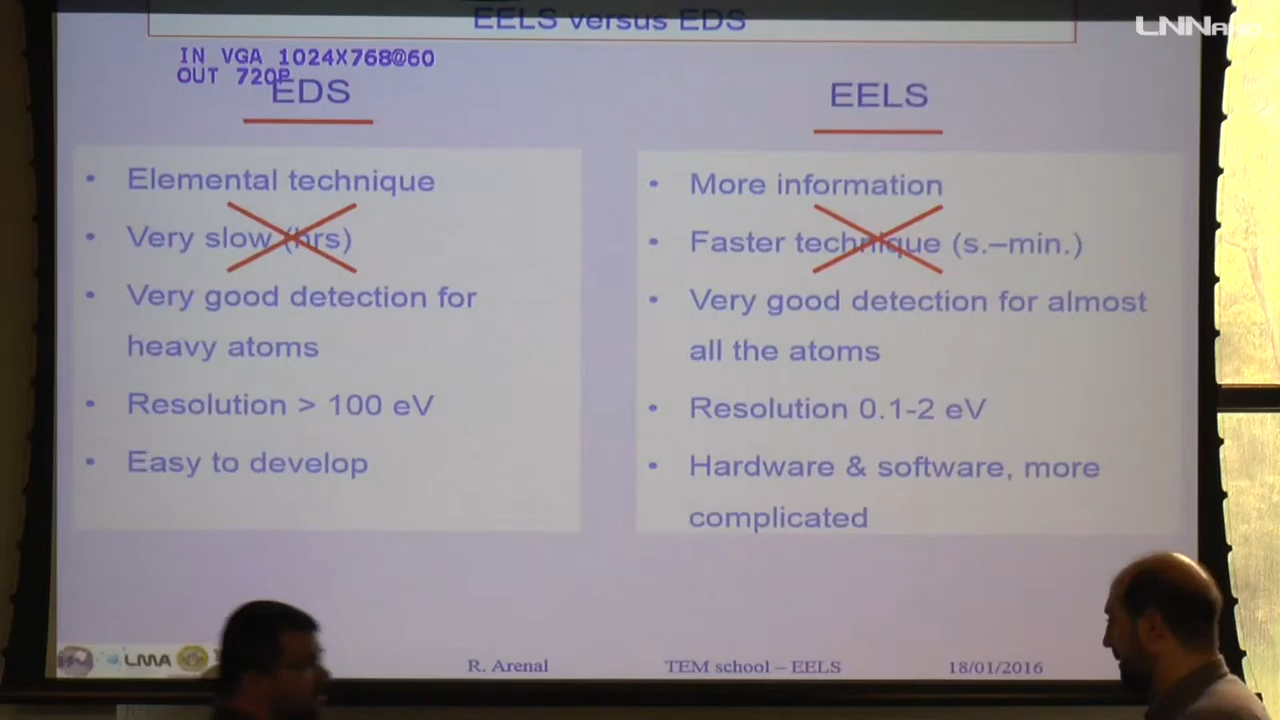 EELS versus EDS
LNNano
IN VGA 1024X768@60
OUT 720P
EDS
• Elemental technique
• Very slow (hrs)
• Very good detection for
heavy atoms
• Resolution > 100 eV
• Easy to develop
EELS
• More information
• Faster technique (s.–min.)
• Very good detection for almost
all the atoms
• Resolution 0.1-2 eV
• Hardware & software, more
complicated
LMA
R. Arenal
TEM school – EELS
18/01/2016